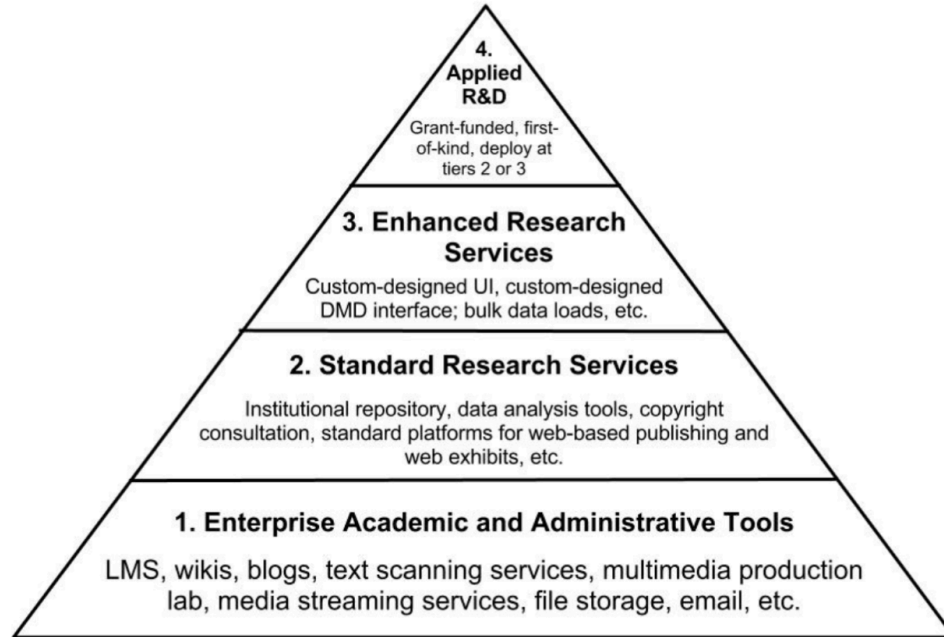 4.
Applied
R&D
Grant-funded, first-
of-kind, deploy at
tiers 2 or 3
3. Enhanced Research
Services
Custom-designed UI, custom-designed
DMD interface; bulk data loads, etc.
2. Standard Research Services
Institutional repository, data analysis tools, copyright
consultation, standard platforms for web-based publishing and
web exhibits, etc.
1. Enterprise Academic and Administrative Tools
LMS, wikis, blogs, text scanning services, multimedia production
lab, media streaming services, file storage, email, etc.